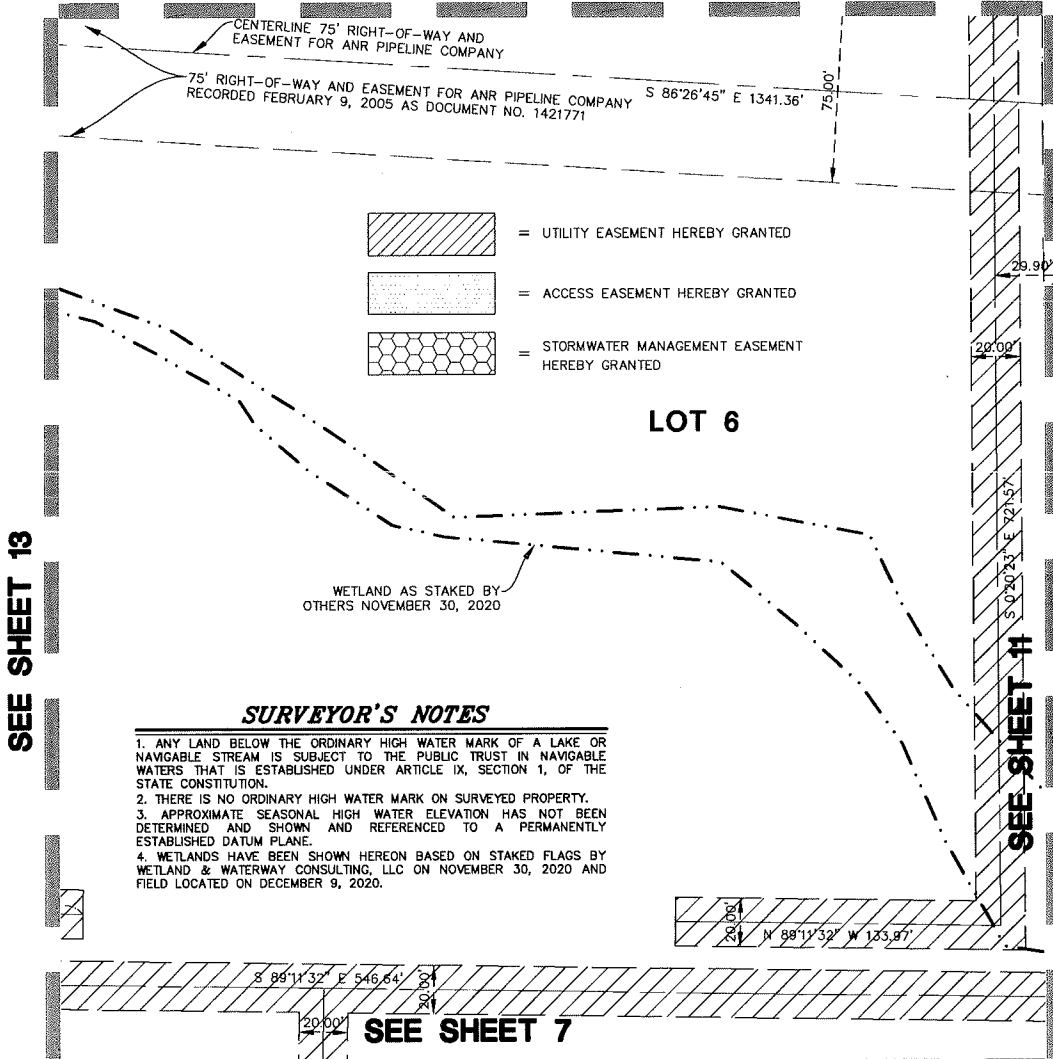 CENTERLINE 75' RIGHT-OF-WAY AND
EASEMENT FOR ANR PIPELINE COMPANY
75' RIGHT-OF-WAY AND EASEMENT FOR ANR PIPELINE COMPANY
RECORDED FEBRUARY 9, 2005 AS DOCUMENT NO. 1421771
S 86°26'45" E 1341.36'
75.00'
= UTILITY EASEMENT HEREBY GRANTED
= ACCESS EASEMENT HEREBY GRANTED
= STORMWATER MANAGEMENT EASEMENT
HEREBY GRANTED
29.90'
20.00'
LOT 6
S 0°20'23" E 721.57'
SEE SHEET 13
SEE SHEET 11
WETLAND AS STAKED BY
OTHERS NOVEMBER 30, 2020
SURVEYOR'S NOTES
1. ANY LAND BELOW THE ORDINARY HIGH WATER MARK OF A LAKE OR
NAVIGABLE STREAM IS SUBJECT TO THE PUBLIC TRUST IN NAVIGABLE
WATERS THAT IS ESTABLISHED UNDER ARTICLE IX, SECTION 1, OF THE
STATE CONSTITUTION.
2. THERE IS NO ORDINARY HIGH WATER MARK ON SURVEYED PROPERTY.
3. APPROXIMATE SEASONAL HIGH WATER ELEVATION HAS NOT BEEN
DETERMINED AND SHOWN AND REFERENCED TO A PERMANENTLY
ESTABLISHED DATUM PLANE.
4. WETLANDS HAVE BEEN SHOWN HEREON BASED ON STAKED FLAGS BY
WETLAND & WATERWAY CONSULTING, LLC ON NOVEMBER 30, 2020 AND
FIELD LOCATED ON DECEMBER 9, 2020.
20.00'
N 89°11'32" W 133.97'
S 89°11'32" E 546.64'
20.00'
20.00'
SEE SHEET 7